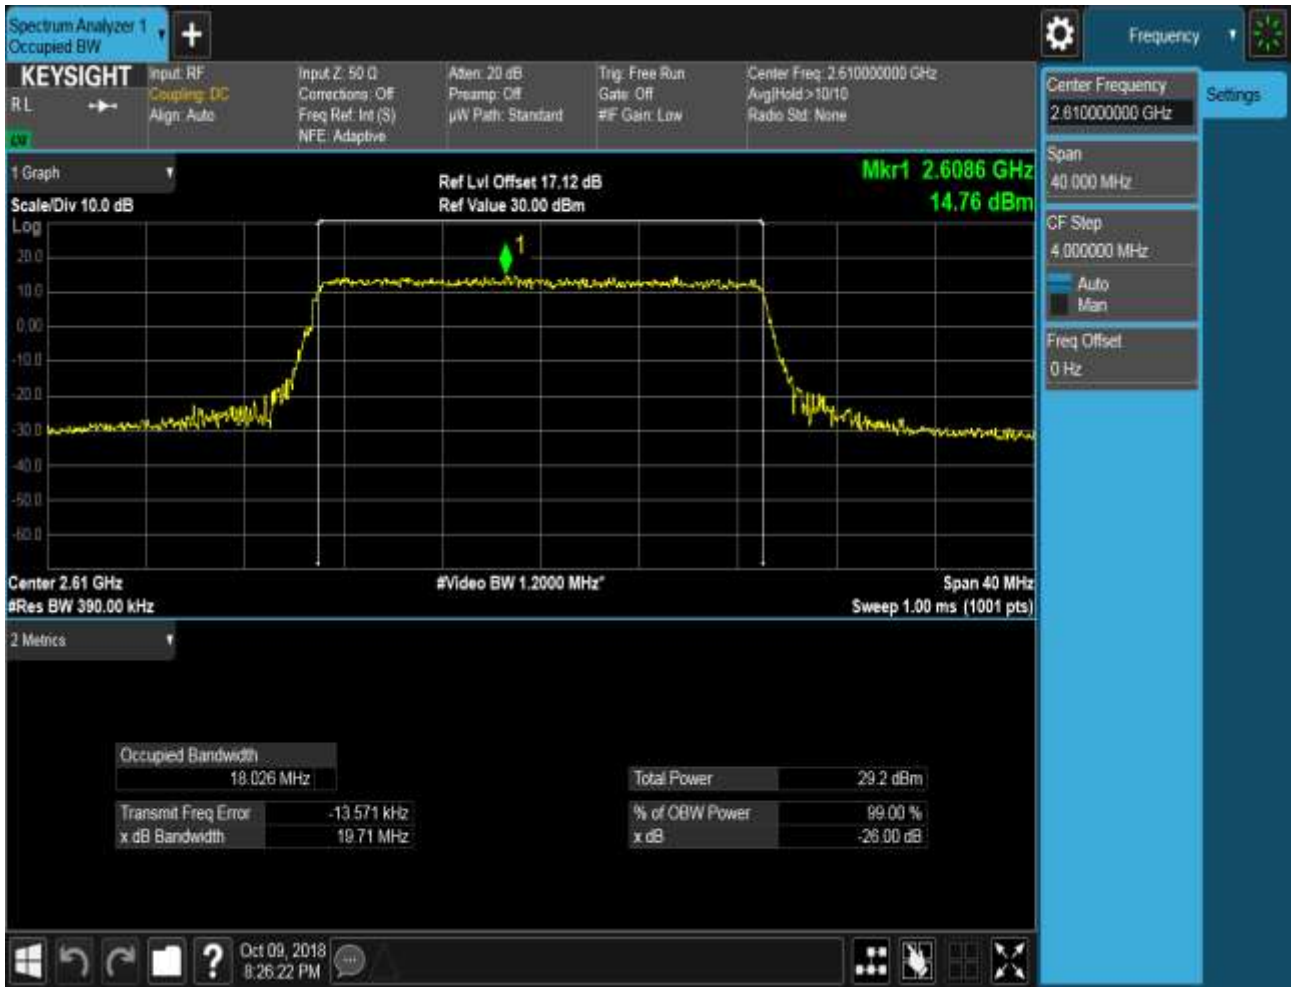 Spectrum Analyzer 1
Occupied BW
Frequency
KEYSIGHT
RL
Input: RF
Coupling: DC
Align: Auto
Input Z: 50 Ω
Corrections: Off
Freq Ref: Int (S)
NFE: Adaptive
Atten: 20 dB
Preamp: Off
µW Path: Standard
Trig: Free Run
Gate: Off
#IF Gain: Low
Center Freq: 2.610000000 GHz
Avg|Hold:>10/10
Radio Std: None
Center Frequency
2.610000000 GHz
Settings
Span
40.000 MHz
CF Step
4.000000 MHz
Auto
Man
Freq Offset
0 Hz
1 Graph
Scale/Div 10.0 dB
Ref Lvl Offset 17.12 dB
Ref Value 30.00 dBm
Mkr1 2.6086 GHz
14.76 dBm
Log
1
20.0
10.0
0.00
-10.0
-20.0
-30.0
-40.0
-50.0
-60.0
Center 2.61 GHz
#Video BW 1.2000 MHz*
Span 40 MHz
#Res BW 390.00 kHz
Sweep 1.00 ms (1001 pts)
2 Metrics
Occupied Bandwidth
18.026 MHz
Total Power 29.2 dBm
Transmit Freq Error -13.571 kHz
% of OBW Power 99.00 %
x dB Bandwidth 19.71 MHz
x dB -26.00 dB
?
Oct 09, 2018
8:26:22 PM